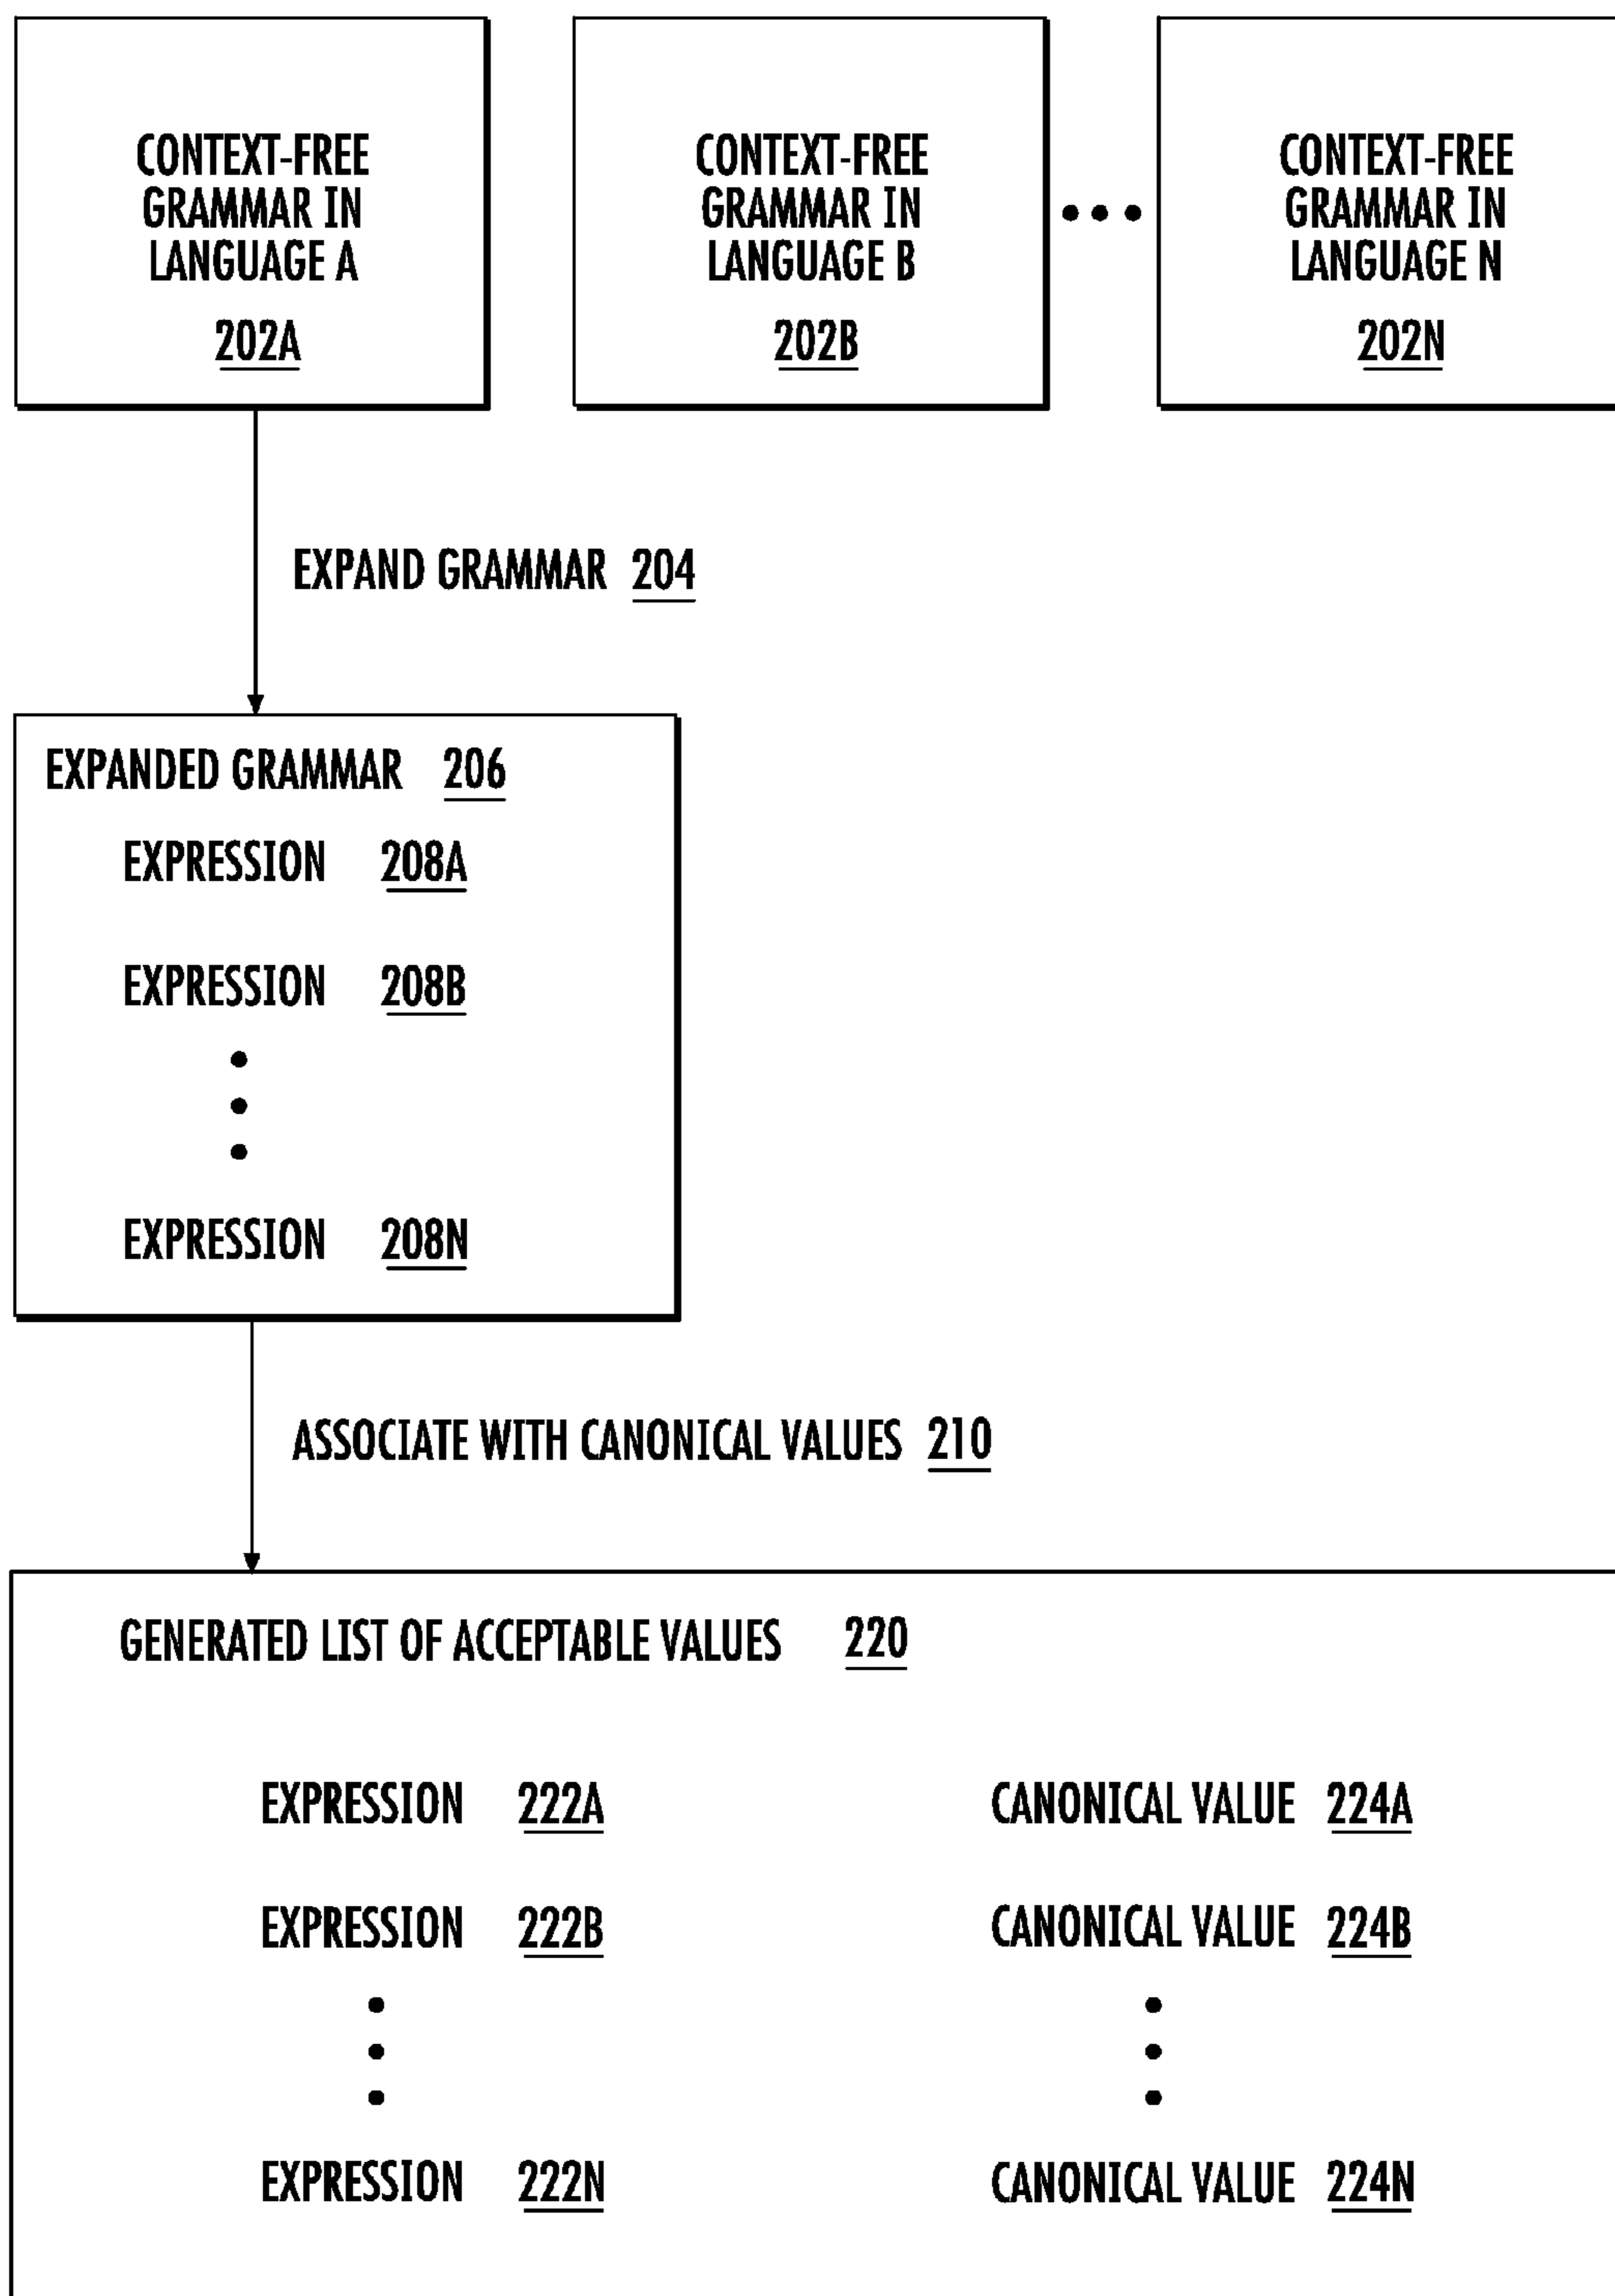 CONTEXT-FREE
GRAMMAR IN
LANGUAGE A
202A
CONTEXT-FREE
GRAMMAR IN
LANGUAGE B
202B
CONTEXT-FREE
GRAMMAR IN
LANGUAGE N
202N
EXPAND GRAMMAR 204
EXPANDED GRAMMAR 206
EXPRESSION 208A
EXPRESSION 208B
EXPRESSION 208N
ASSOCIATE WITH CANONICAL VALUES 210
GENERATED LIST OF ACCEPTABLE VALUES 220
EXPRESSION 222A CANONICAL VALUE 224A
EXPRESSION 222B CANONICAL VALUE 224B
EXPRESSION 222N CANONICAL VALUE 224N